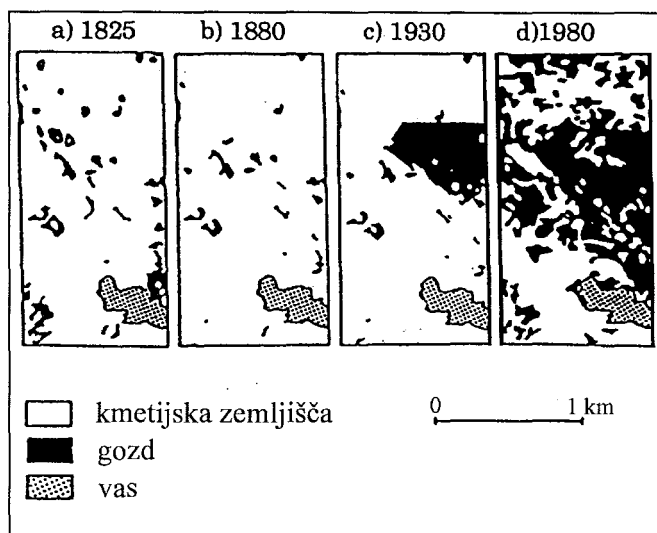 a) 1825 b) 1880 c) 1930 d)1980
kmetijska zemljišča
gozd
vas
0 1 km